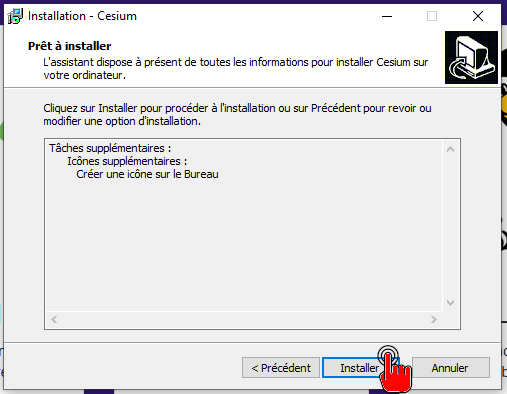 Installation - Cesium
Prêt à installer
L'assistant dispose à présent de toutes les informations pour installer Cesium sur
votre ordinateur.
Cliquez sur Installer pour procéder à l'installation ou sur Précédent pour revoir ou
modifier une option d'installation.
Tâches supplémentaires :
Icônes supplémentaires :
Créer une icône sur le Bureau
< Précédent
Installer
Annuler